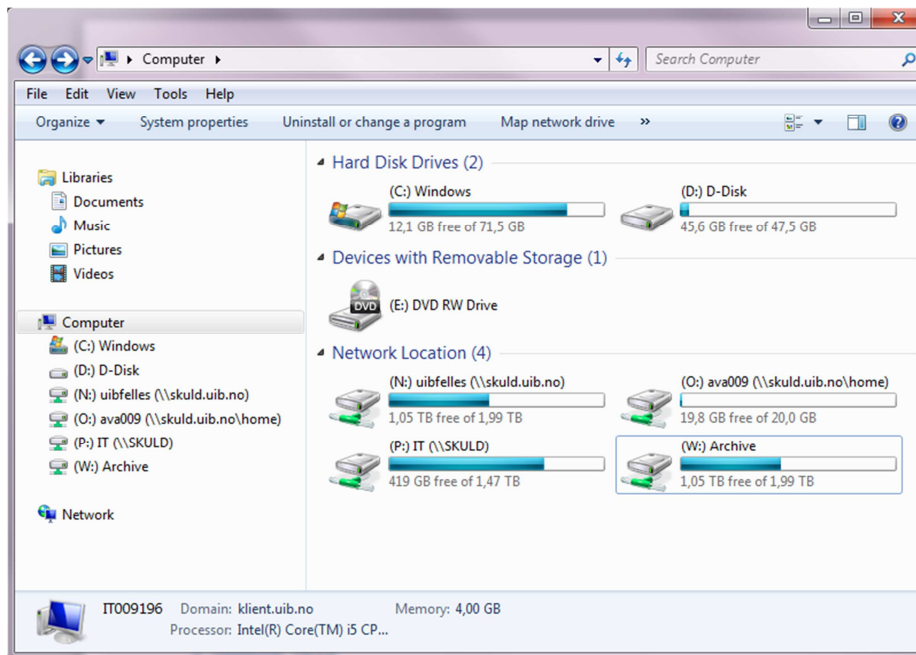 Computer
Search Computer
File Edit View Tools Help
Organize System properties Uninstall or change a program Map network drive »
Libraries
Documents
Music
Pictures
Videos
Computer
(C:) Windows
(D:) D-Disk
(N:) uibfelles (\\skuld.uib.no)
(O:) ava009 (\\skuld.uib.no\home)
(P:) IT (\\SKULD)
(W:) Archive
Network
Hard Disk Drives (2)
(C:) Windows
12,1 GB free of 71,5 GB
(D:) D-Disk
45,6 GB free of 47,5 GB
Devices with Removable Storage (1)
DVD
(E:) DVD RW Drive
Network Location (4)
(N:) uibfelles (\\skuld.uib.no)
1,05 TB free of 1,99 TB
(O:) ava009 (\\skuld.uib.no\home)
19,8 GB free of 20,0 GB
(P:) IT (\\SKULD)
419 GB free of 1,47 TB
(W:) Archive
1,05 TB free of 1,99 TB
IT009196 Domain: klient.uib.no Memory: 4,00 GB
Processor: Intel(R) Core(TM) i5 CP...